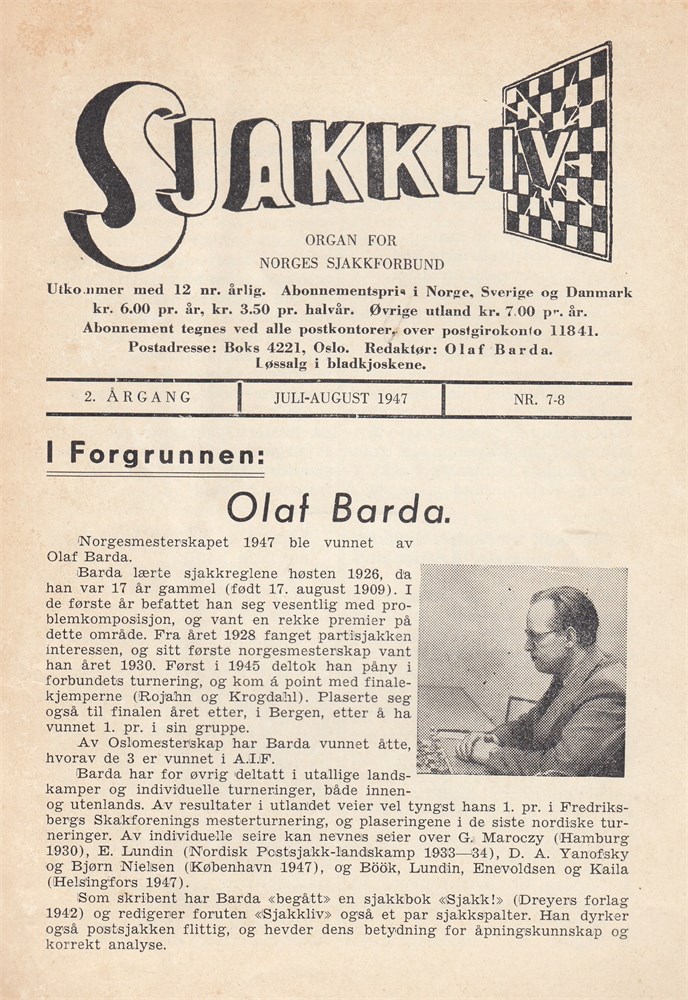 SJAKKLIV
ORGAN FOR
NORGES SJAKKFORBUND
Utkommer med 12 nr. årlig. Abonnementspris i Norge, Sverige og Danmark
kr. 6.00 pr. år, kr. 3.50 pr. halvår. Øvrige utland kr. 7.00 pr. år.
Abonnement tegnes ved alle postkontorer, over postgirokonto 11841.
Postadresse: Boks 4221, Oslo. Redaktør: Olaf Barda.
Løssalg i bladkjoskene.
2. ÅRGANG JULI-AUGUST 1947 NR. 7-8
I Forgrunnen:
Olaf Barda.
Norgesmesterskapet 1947 ble vunnet av
Olaf Barda.
Barda lærte sjakkreglene høsten 1926, da
han var 17 år gammel (født 17. august 1909). I
de første år befattet han seg vesentlig med pro-
blemkomposisjon, og vant en rekke premier på
dette område. Fra året 1928 fanget partisjakken
interessen, og sitt første norgesmesterskap vant
han året 1930. Først i 1945 deltok han påny i
forbundets turnering, og kom á point med finale-
kjemperne (Rojahn og Krogdahl). Plaserte seg
også til finalen året etter, i Bergen, etter å ha
vunnet 1. pr. i sin gruppe.
Av Oslomesterskap har Barda vunnet åtte,
hvorav de 3 er vunnet i A.I.F.
Barda har for øvrig deltatt i utallige lands-
kamper og individuelle turneringer, både innen-
og utenlands. Av resultater i utlandet veier vel tyngst hans 1. pr. i Fredriks-
bergs Skakforenings mesterturnering, og plaseringene i de siste nordiske tur-
neringer. Av individuelle seire kan nevnes seier over G. Maroczy (Hamburg
1930), E. Lundin (Nordisk Postsjakk-landskamp 1933—34), D. A. Yanofsky
og Bjørn Nielsen (København 1947), og Böök, Lundin, Enevoldsen og Kaila
(Helsingfors 1947).
Som skribent har Barda «begått» en sjakkbok «Sjakk!» (Dreyers forlag
1942) og redigerer foruten «Sjakkliv» også et par sjakkspalter. Han dyrker
også postsjakken flittig, og hevder dens betydning for åpningskunnskap og
korrekt analyse.